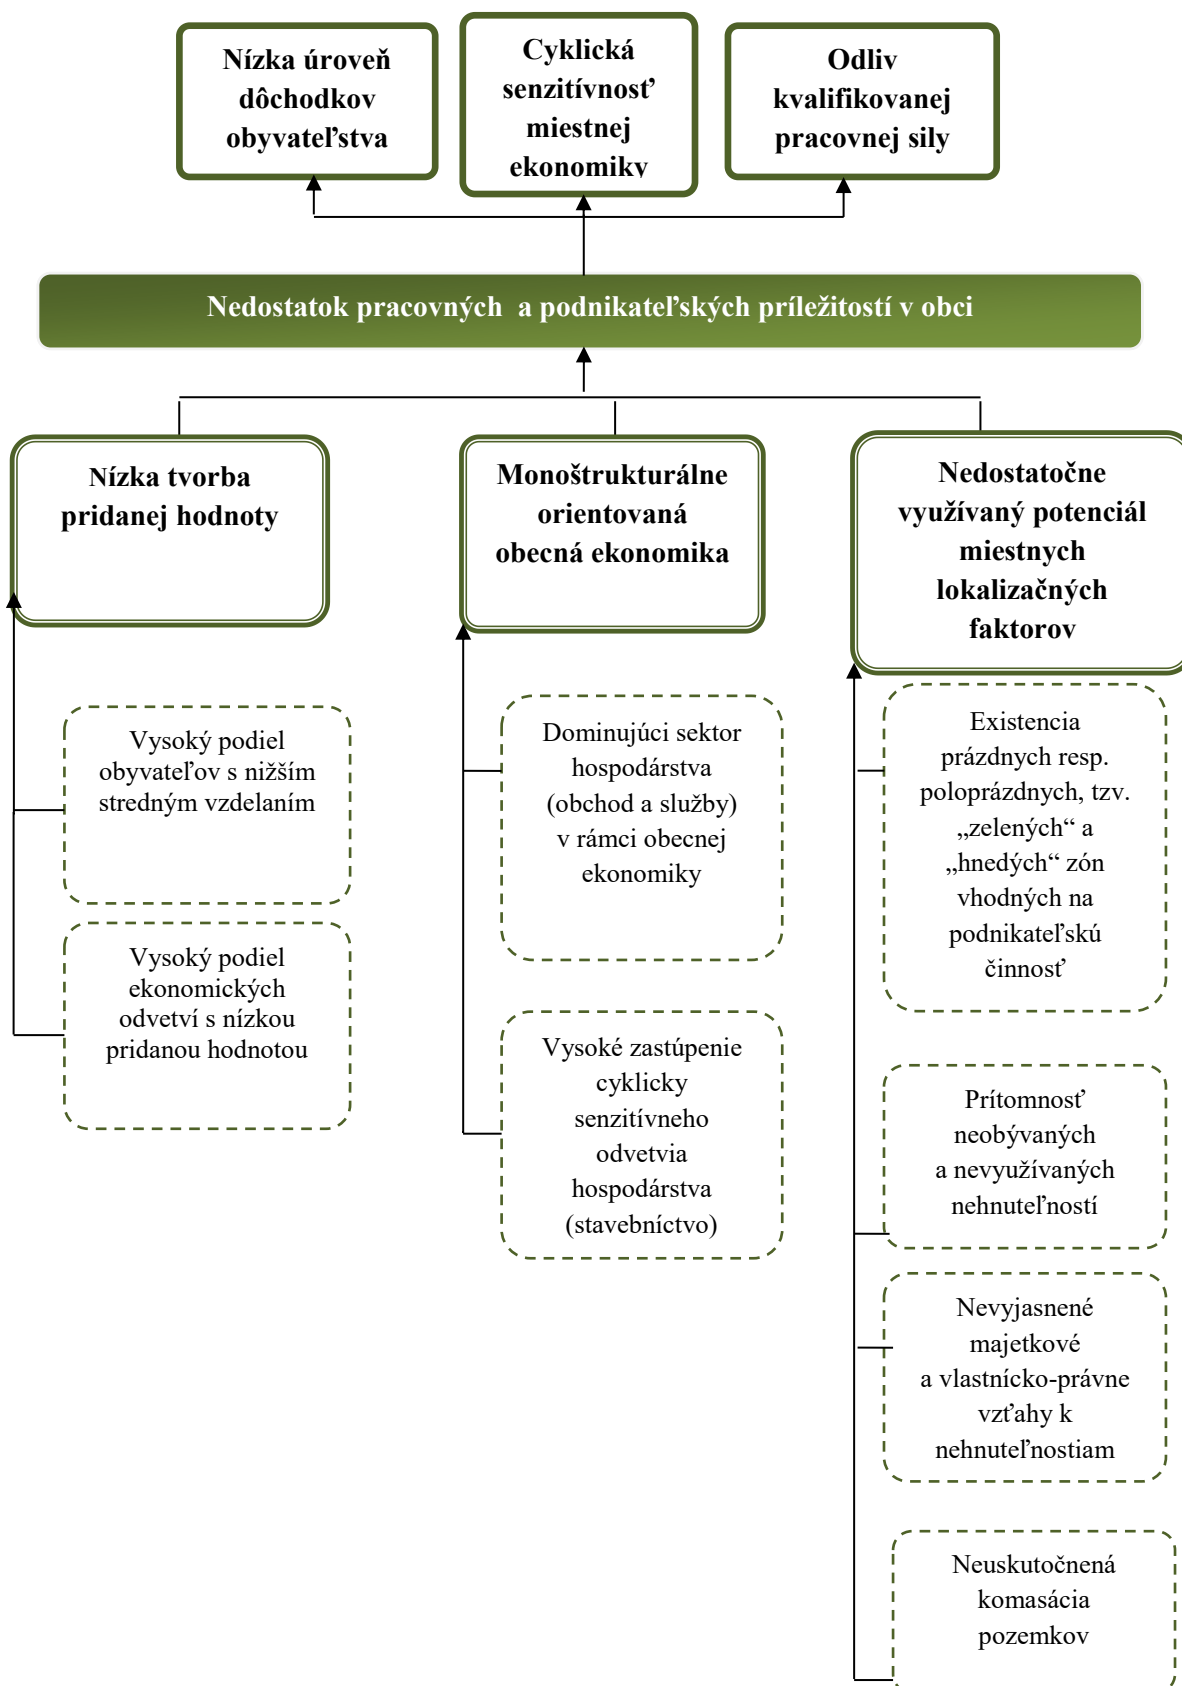 Nízka úroveň
dôchodkov
obyvateľstva
Cyklická
senzitívnosť
miestnej
ekonomiky
Odliv
kvalifikovanej
pracovnej sily
Nedostatok pracovných a podnikateľských príležitostí v obci
Nízka tvorba
pridanej hodnoty
Monoštrukturálne
orientovaná
obecná ekonomika
Nedostatočne
využívaný potenciál
miestnych
lokalizačných
faktorov
Vysoký podiel
obyvateľov s nižším
stredným vzdelaním
Vysoký podiel
ekonomických
odvetví s nízkou
pridanou hodnotou
Dominujúci sektor
hospodárstva
(obchod a služby)
v rámci obecnej
ekonomiky
Vysoké zastúpenie
cyklicky
senzitívneho
odvetvia
hospodárstva
(stavebníctvo)
Existencia
prázdnych resp.
poloprázdnych, tzv.
„zelených“ a
„hnedých“ zón
vhodných na
podnikateľskú
činnosť
Prítomnosť
neobývaných
a nevyužívaných
nehnuteľností
Nevyjasnené
majetkové
a vlastnícko-právne
vzťahy k
nehnuteľnostiam
Neuskutočnená
komasácia
pozemkov